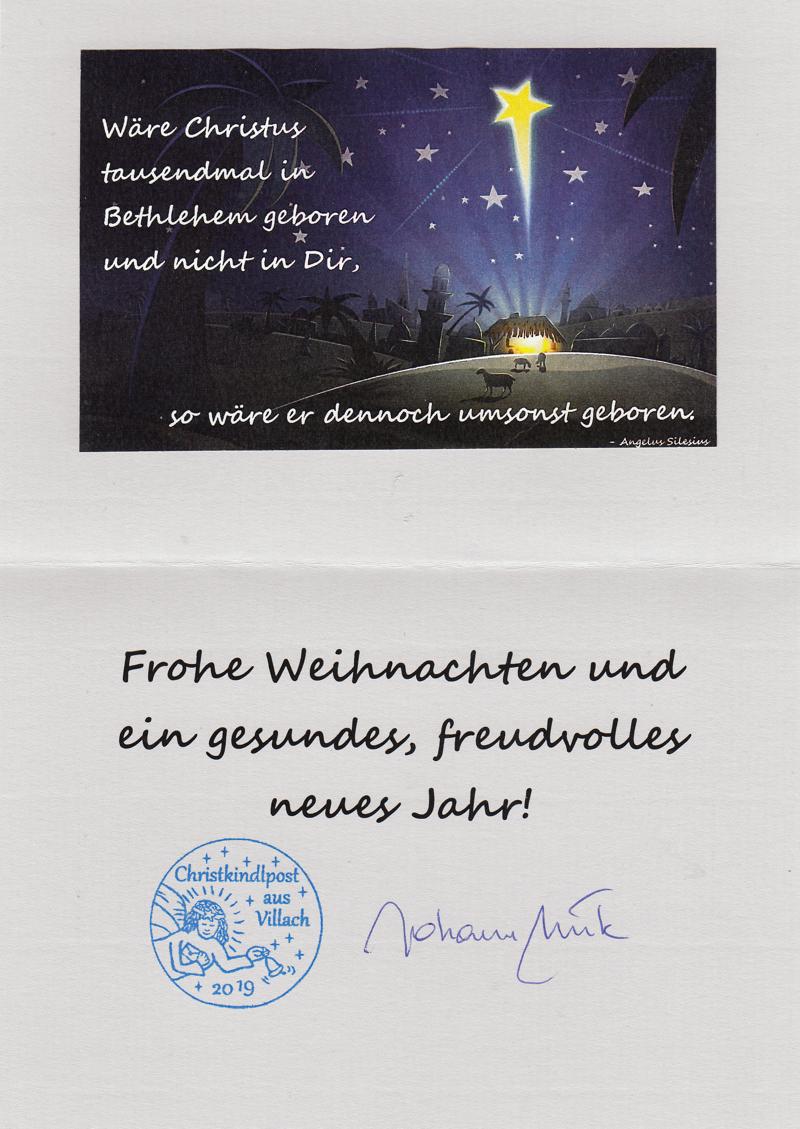 Wäre Christus
tausendmal in
Bethlehem geboren
und nicht in Dir,
so wäre er dennoch umsonst geboren.
- Angelus Silesius
Frohe Weihnachten und
ein gesundes, freudvolles
neues Jahr!
Christkindlpost
aus
Villach
2019
Johann